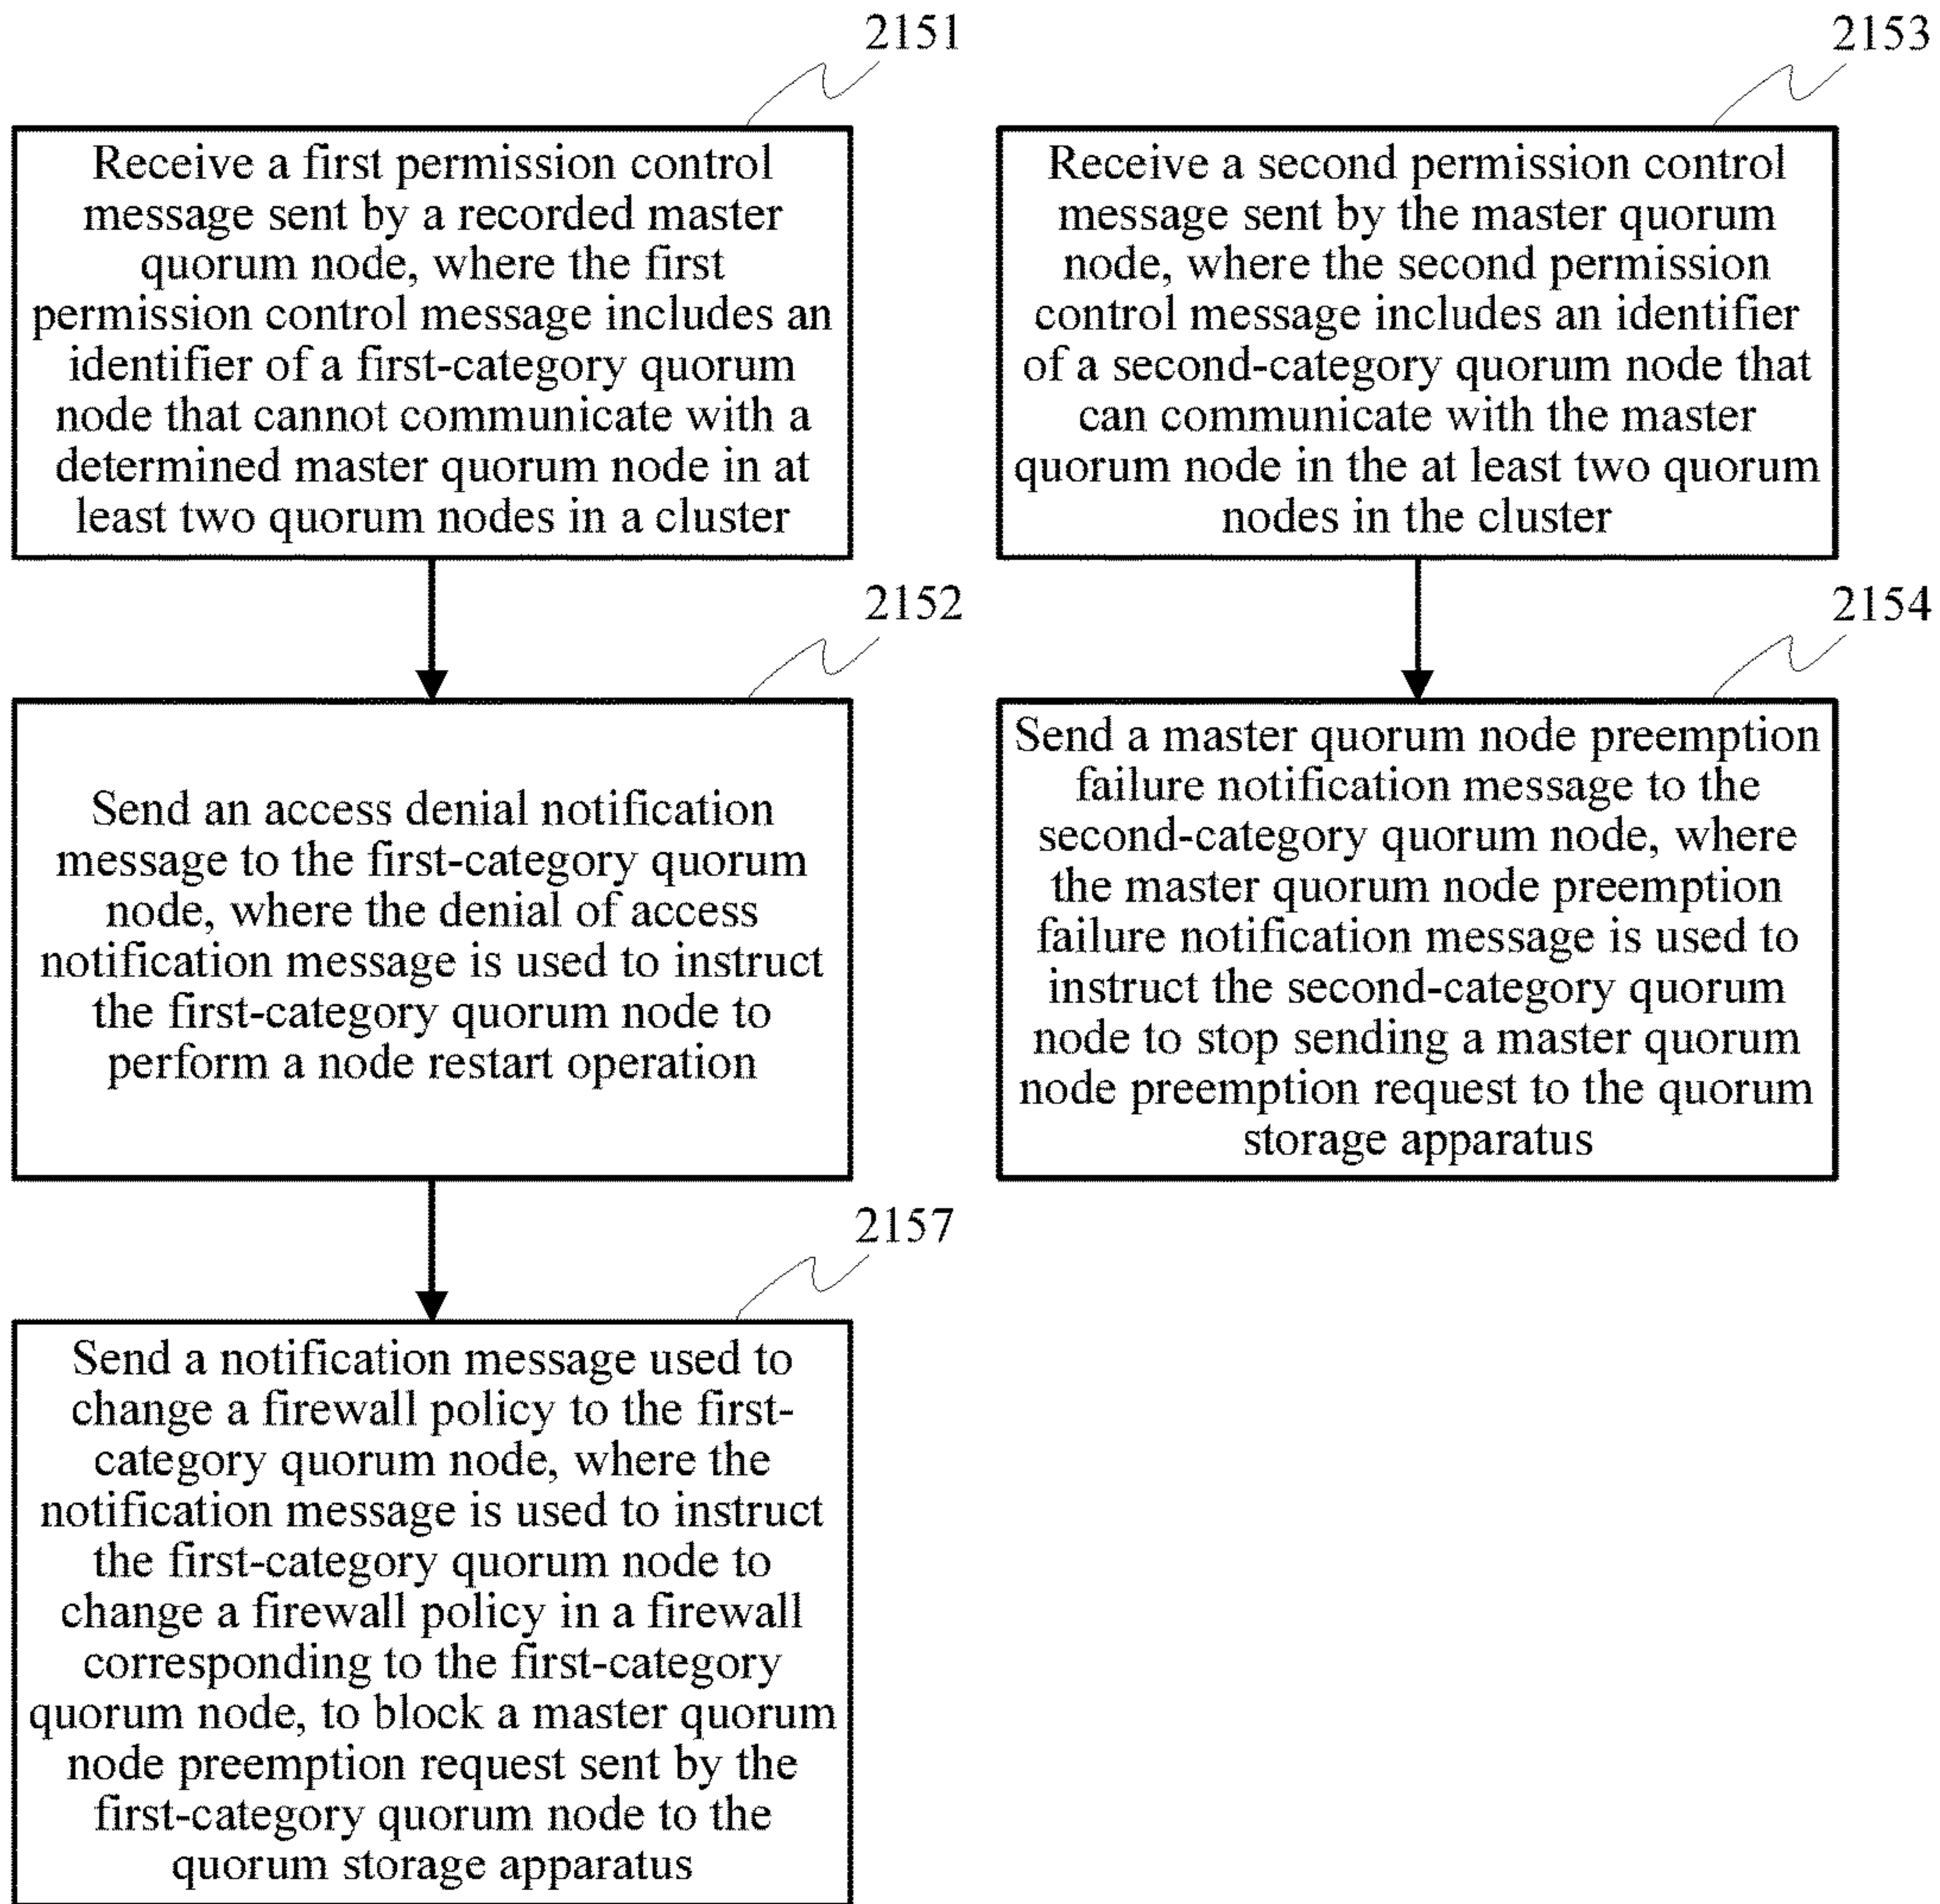 2151
Receive a first permission control
message sent by a recorded master
quorum node, where the first
permission control message includes an
identifier of a first-category quorum
node that cannot communicate with a
determined master quorum node in at
least two quorum nodes in a cluster
2152
Send an access denial notification
message to the first-category quorum
node, where the denial of access
notification message is used to instruct
the first-category quorum node to
perform a node restart operation
2157
Send a notification message used to
change a firewall policy to the first-
category quorum node, where the
notification message is used to instruct
the first-category quorum node to
change a firewall policy in a firewall
corresponding to the first-category
quorum node, to block a master quorum
node preemption request sent by the
first-category quorum node to the
quorum storage apparatus
2153
Receive a second permission control
message sent by the master quorum
node, where the second permission
control message includes an identifier
of a second-category quorum node that
can communicate with the master
quorum node in the at least two quorum
nodes in the cluster
2154
Send a master quorum node preemption
failure notification message to the
second-category quorum node, where
the master quorum node preemption
failure notification message is used to
instruct the second-category quorum
node to stop sending a master quorum
node preemption request to the quorum
storage apparatus